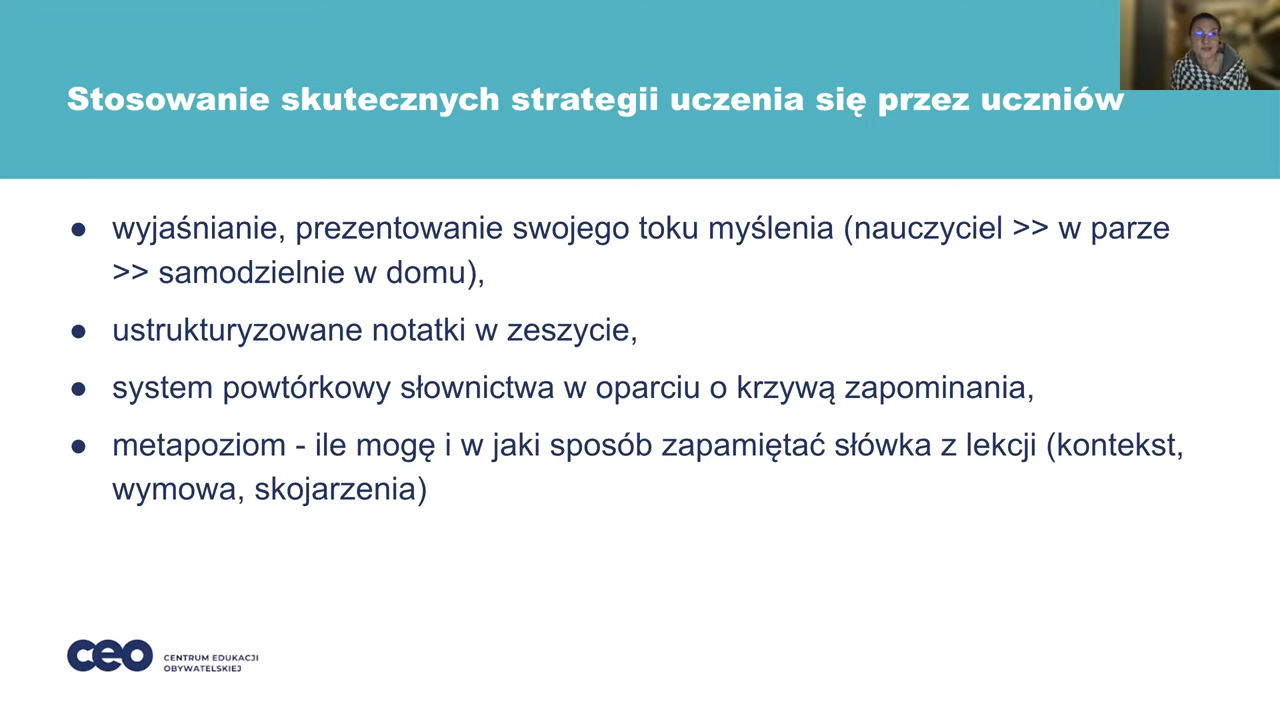 Stosowanie skutecznych strategii uczenia się przez uczniów
● wyjaśnianie, prezentowanie swojego toku myślenia (nauczyciel >> w parze
>> samodzielnie w domu),
● ustrukturyzowane notatki w zeszycie,
● system powtórkowy słownictwa w oparciu o krzywą zapominania,
● metapoziom - ile mogę i w jaki sposób zapamiętać słówka z lekcji (kontekst,
wymowa, skojarzenia)
ceo
CENTRUM EDUKACJI
OBYWATELSKIEJ